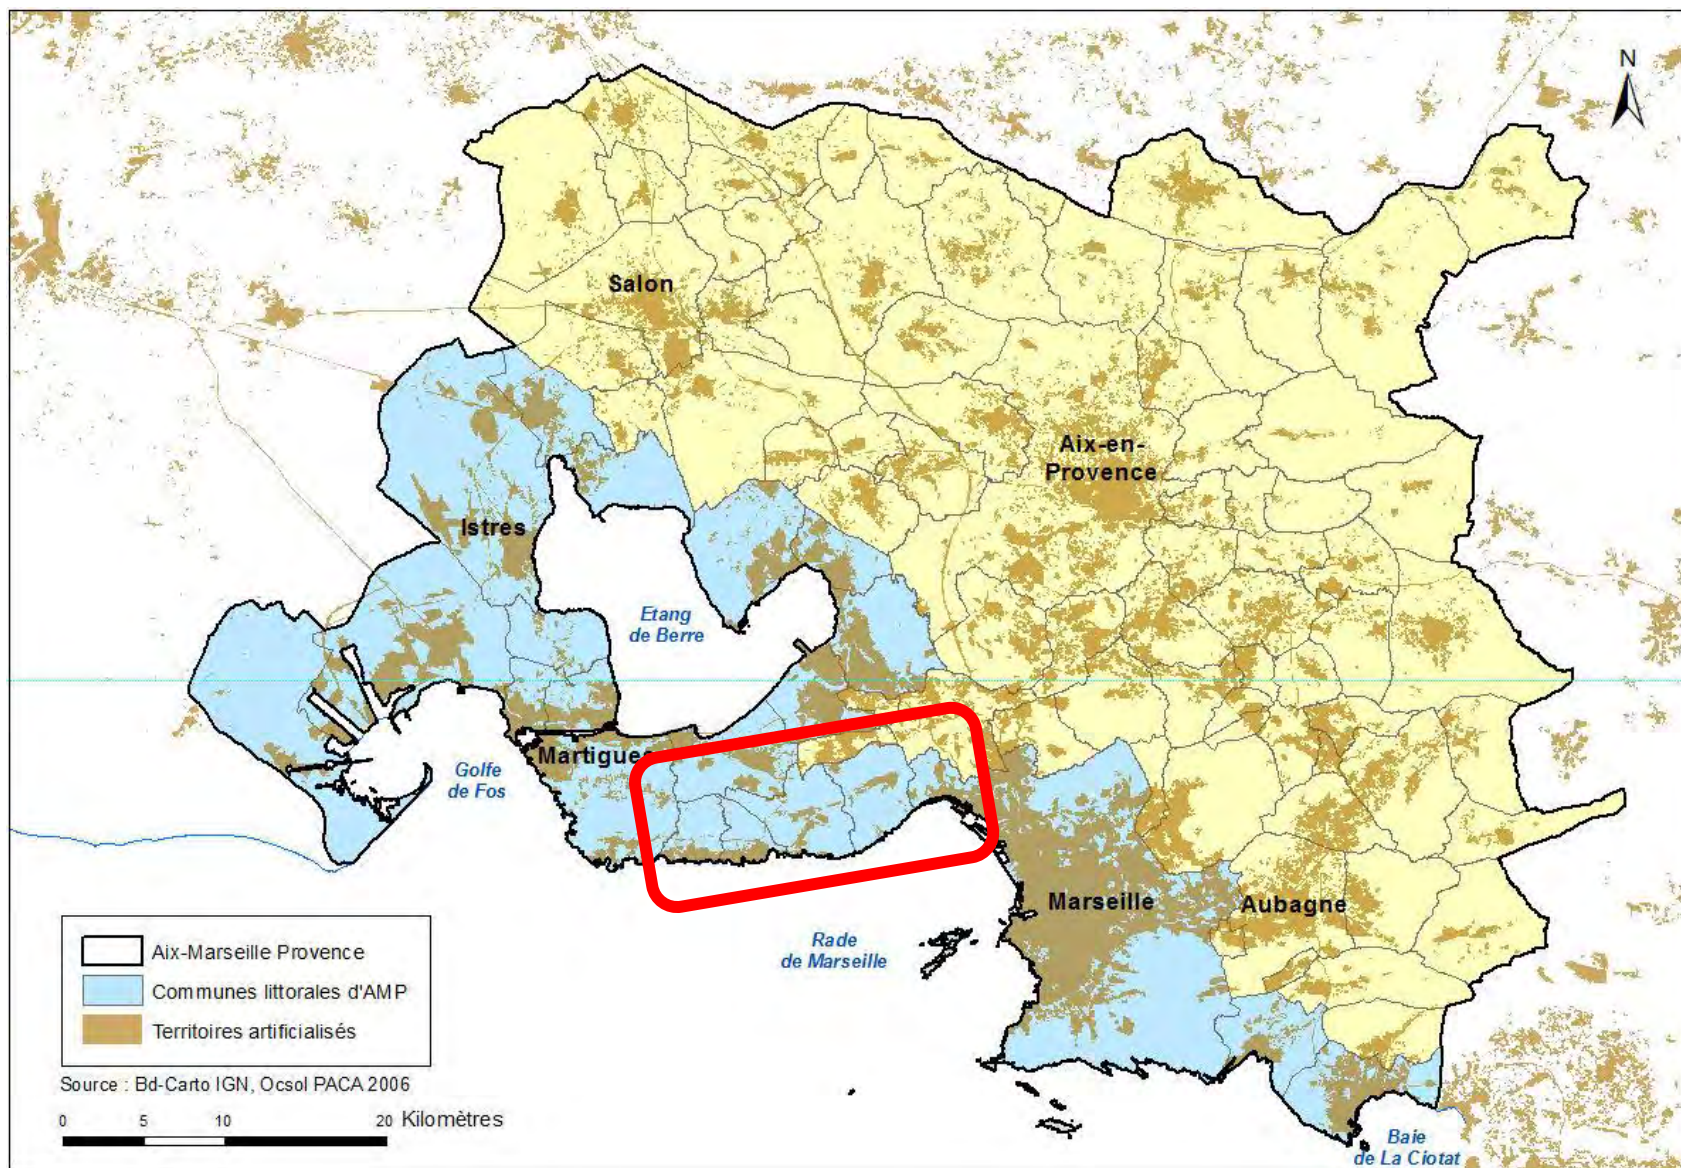 N
Salon
Aix-en-
Provence
Istres
Etang
de Berre
Martigues
Golfe
de Fos
Marseille
Aubagne
Rade
de Marseille
Aix-Marseille Provence
Communes littorales d'AMP
Territoires artificialisés
Source : Bd-Carto IGN, Ocsol PACA 2006
0 5 10 20 Kilomètres
Baie
de La Ciotat